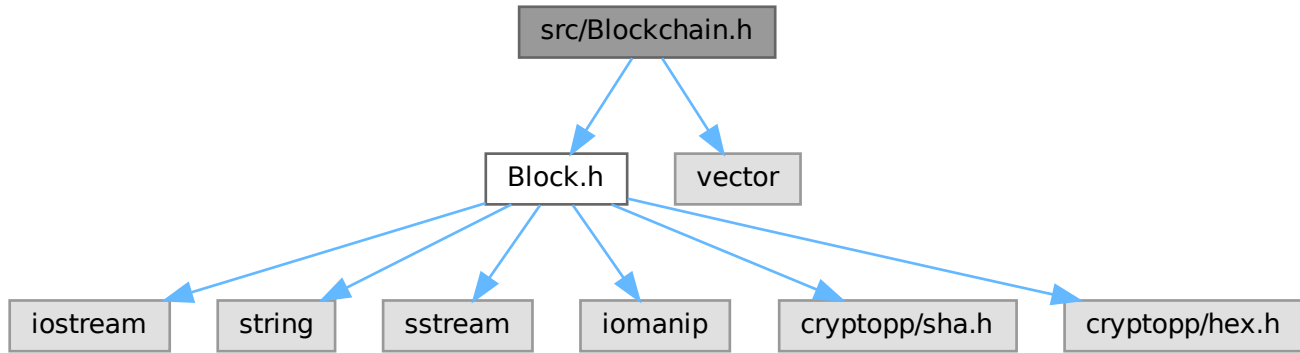 src/Blockchain.h
Block.h
vector
iostream
string
sstream
iomanip
cryptopp/sha.h
cryptopp/hex.h